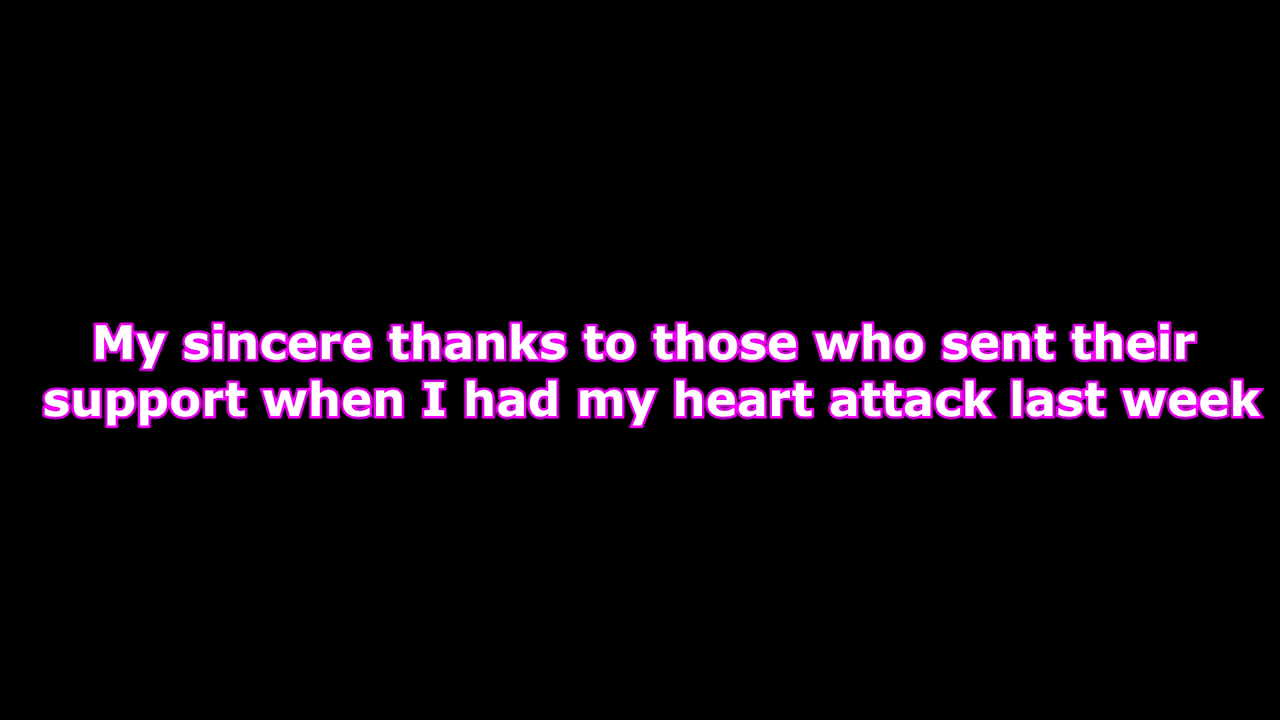 My sincere thanks to those who sent their
support when I had my heart attack last week